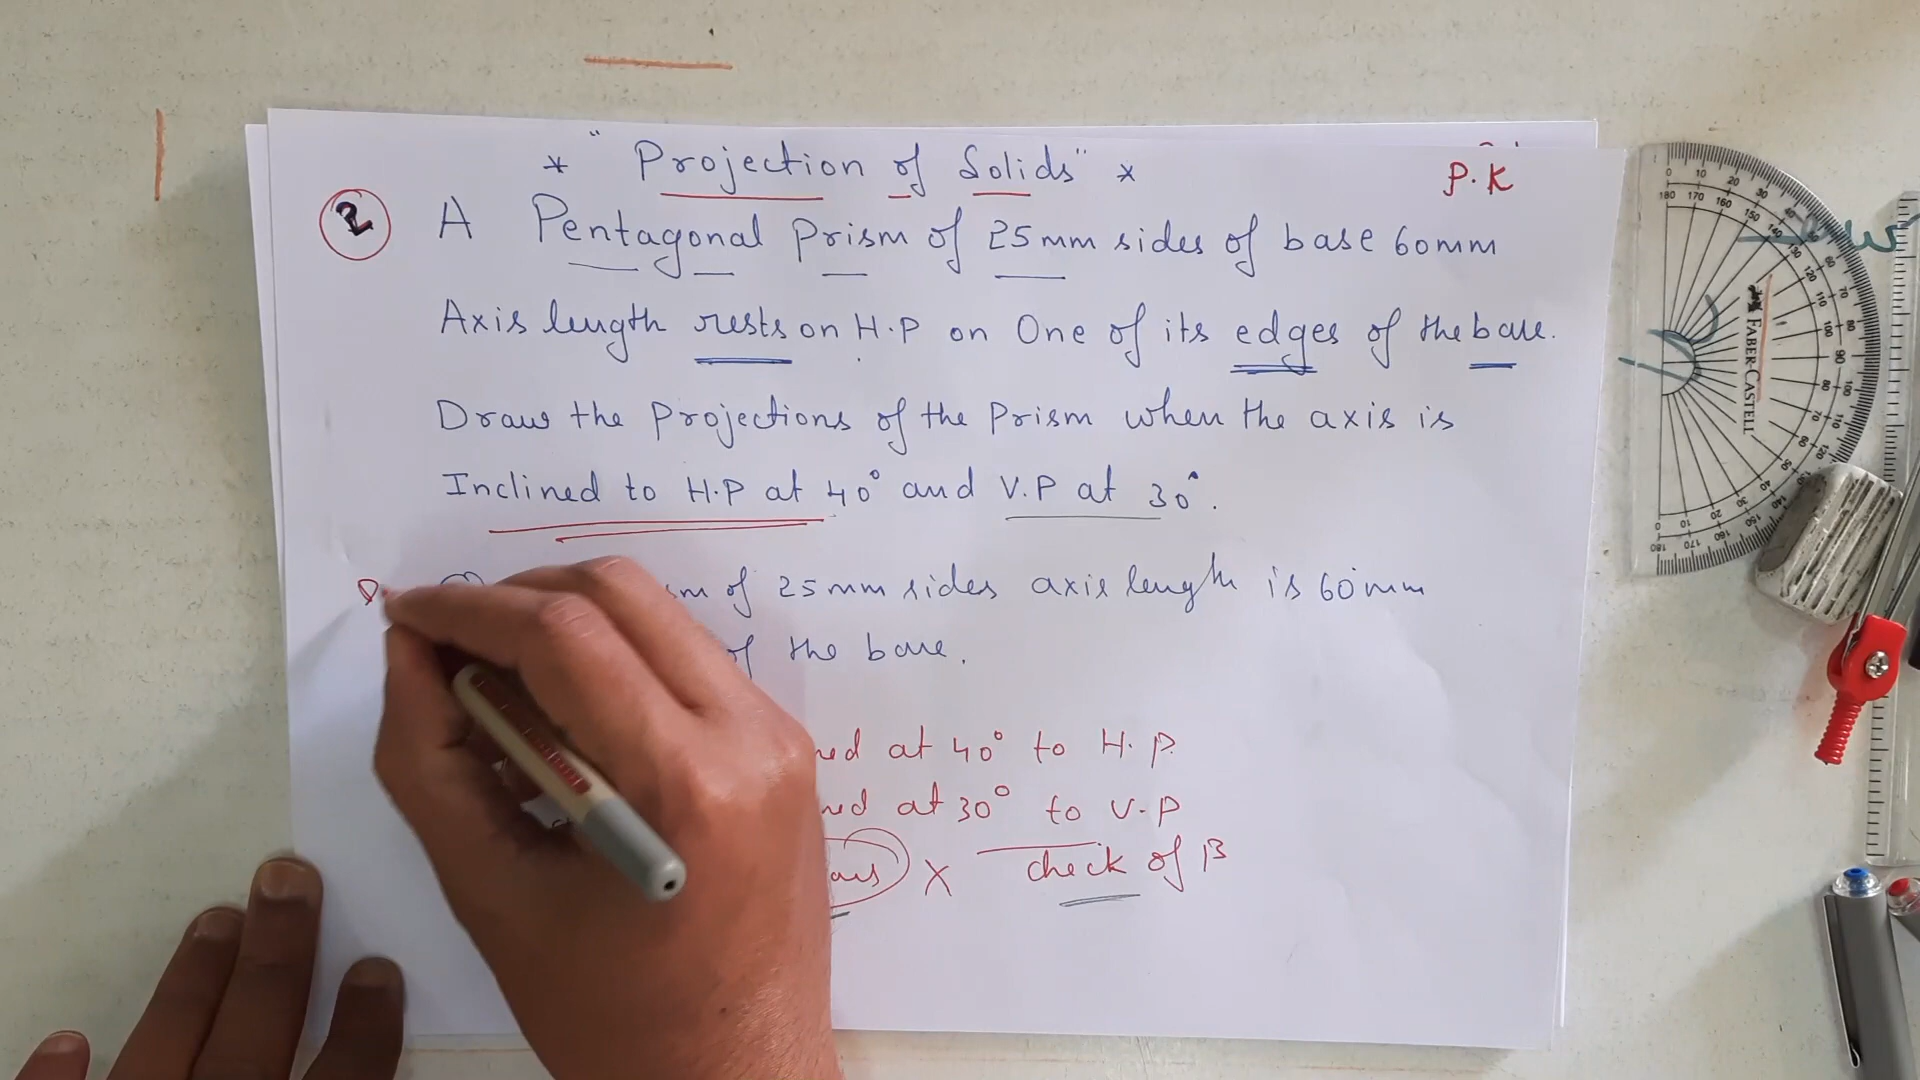 * "Projection of Solids" *
P.K
2 A Pentagonal Prism of 25mm sides of base 60mm
Axis length rests on H.P on One of its edges of the base.
Draw the Projections of the Prism when the axis is
Inclined to H.P at 40° and V.P at 30°.
of 25mm sides axis length is 60mm
of the base.
at 40° to H.P.
at 30° to V.P
X check of β
FABER-CASTELL